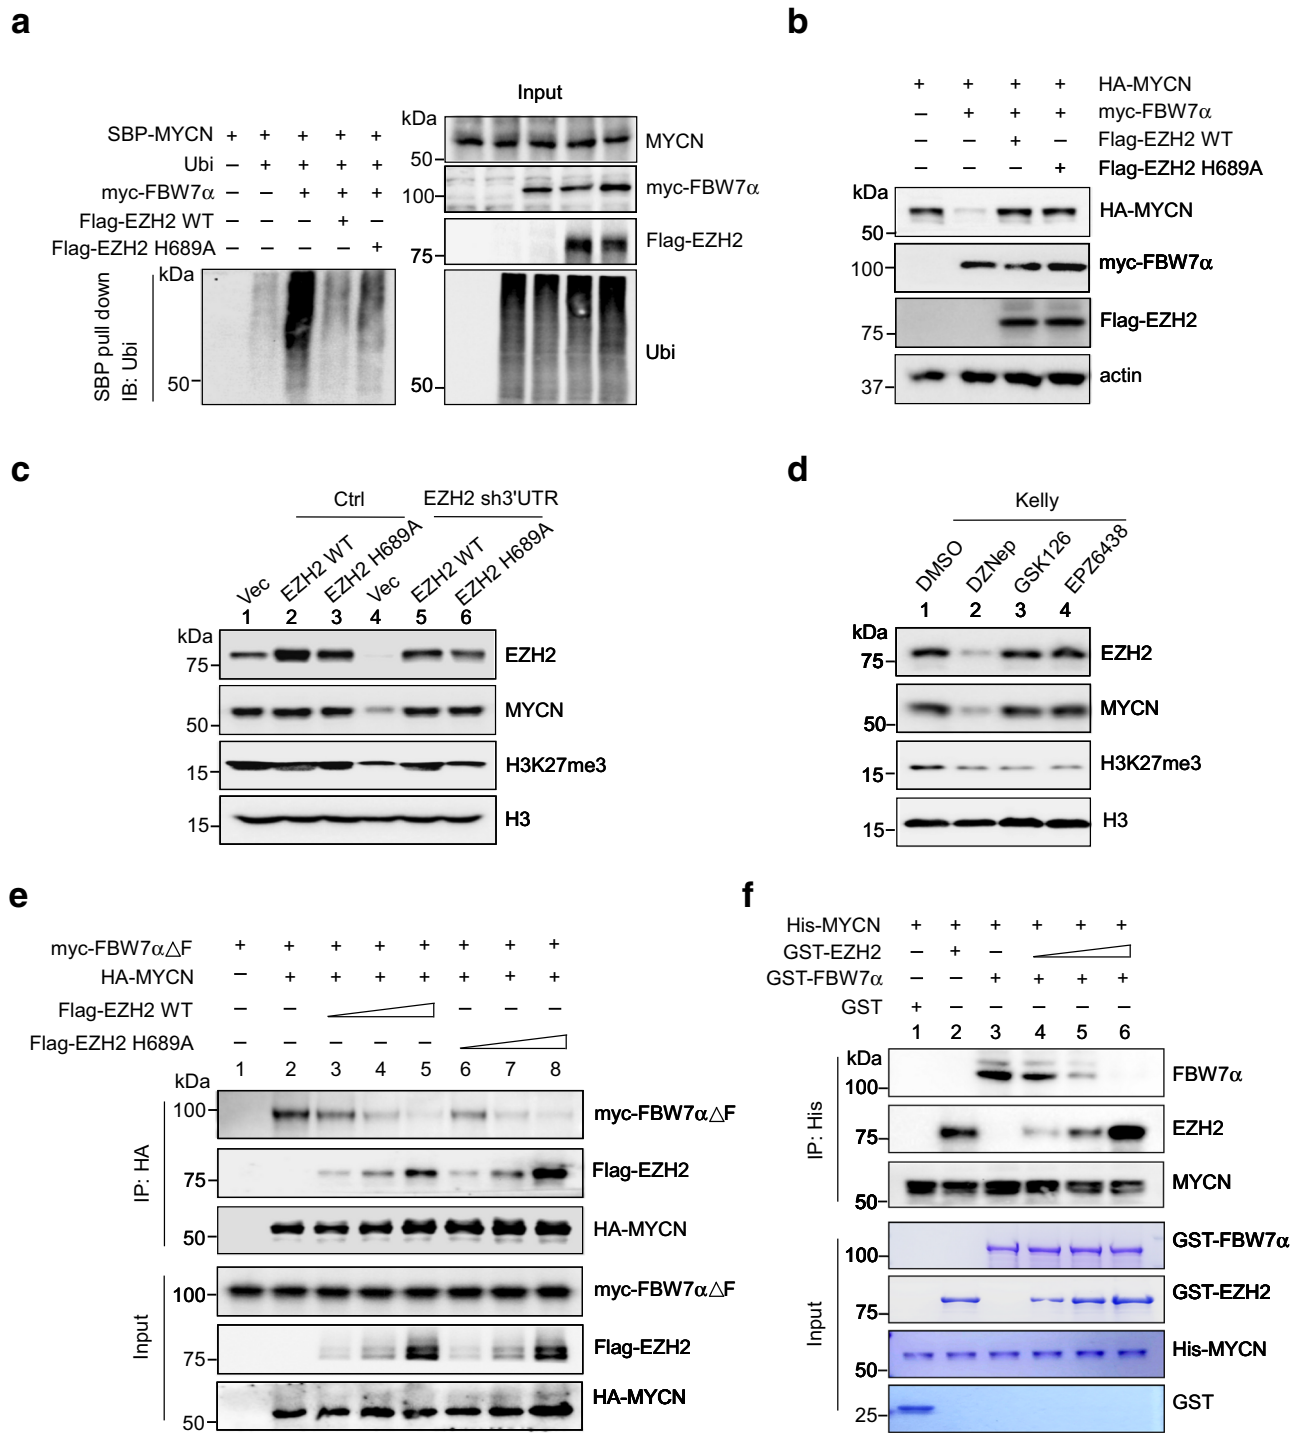 a
Input
SBP-MYCN + + + + +
Ubi – + + + +
myc-FBW7α – – + + +
Flag-EZH2 WT – – – + –
Flag-EZH2 H689A – – – – +
kDa
50
SBP pull down
IB: Ubi
kDa
50
MYCN
100
myc-FBW7α
75
Flag-EZH2
50
Ubi
b
+ + + + HA-MYCN
– + + + myc-FBW7α
– – + – Flag-EZH2 WT
– – – + Flag-EZH2 H689A
kDa
50
HA-MYCN
100
myc-FBW7α
75
Flag-EZH2
37
actin
c
Ctrl
EZH2 sh3'UTR
Vec
EZH2 WT
EZH2 H689A
Vec
EZH2 WT
EZH2 H689A
1 2 3 4 5 6
kDa
75
EZH2
50
MYCN
15
H3K27me3
15
H3
d
Kelly
DMSO
DZNep
GSK126
EPZ6438
1 2 3 4
kDa
75
EZH2
50
MYCN
15
H3K27me3
15
H3
e
myc-FBW7α△F + + + + + + + +
HA-MYCN – + + + + + + +
Flag-EZH2 WT – – – – –
Flag-EZH2 H689A – – – – –
1 2 3 4 5 6 7 8
kDa
IP: HA
100
myc-FBW7α△F
75
Flag-EZH2
50
HA-MYCN
Input
100
myc-FBW7α△F
75
Flag-EZH2
50
HA-MYCN
f
His-MYCN + + + + + +
GST-EZH2 – + –
GST-FBW7α – – + + + +
GST + – – – – –
1 2 3 4 5 6
kDa
IP: His
100
FBW7α
75
EZH2
50
MYCN
Input
100
GST-FBW7α
75
GST-EZH2
His-MYCN
25
GST